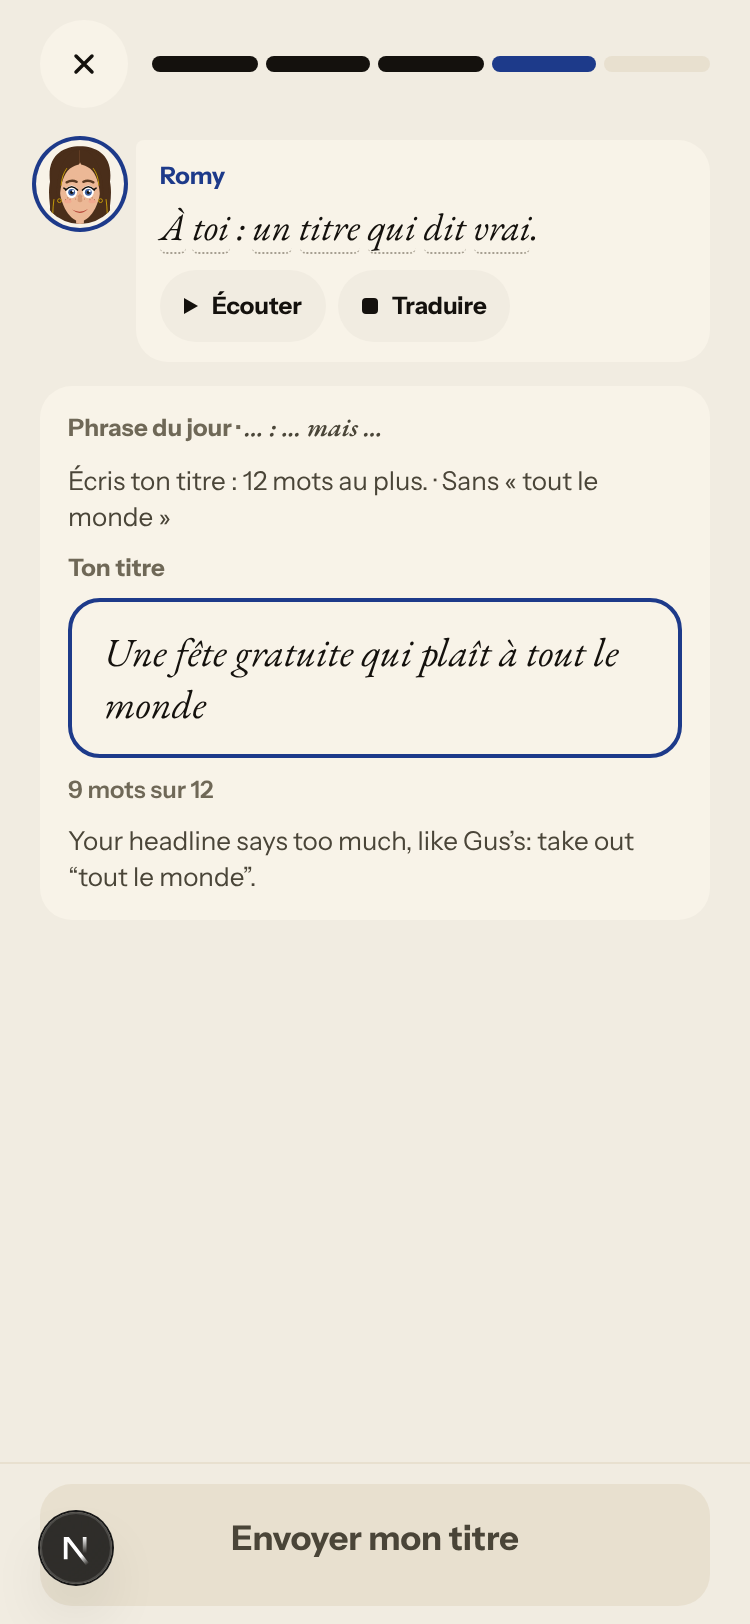 Romy
À toi : un titre qui dit vrai.
Écouter
Traduire
Phrase du jour · ... : ... mais ...
Écris ton titre : 12 mots au plus. · Sans « tout le
monde »
Ton titre
Une fête gratuite qui plaît à tout le
monde
9 mots sur 12
Your headline says too much, like Gus’s: take out
“tout le monde”.
Envoyer mon titre
N